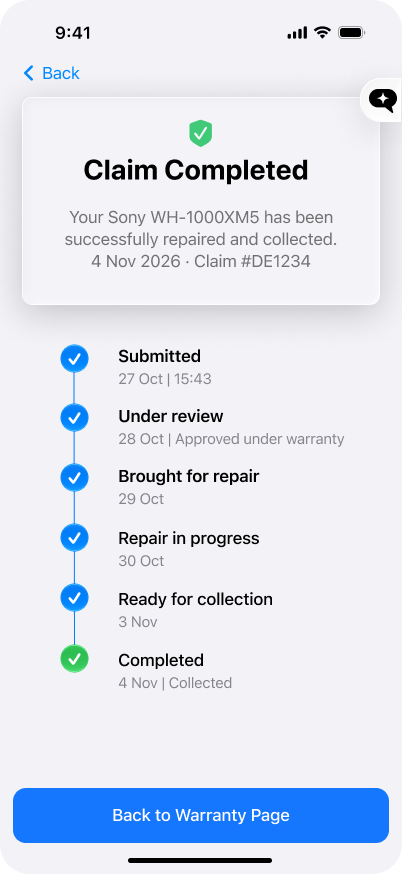 9:41
Back
Claim Completed
Your Sony WH-1000XM5 has been
successfully repaired and collected.
4 Nov 2026 · Claim #DE1234
Submitted
27 Oct | 15:43
Under review
28 Oct | Approved under warranty
Brought for repair
29 Oct
Repair in progress
30 Oct
Ready for collection
3 Nov
Completed
4 Nov | Collected
Back to Warranty Page